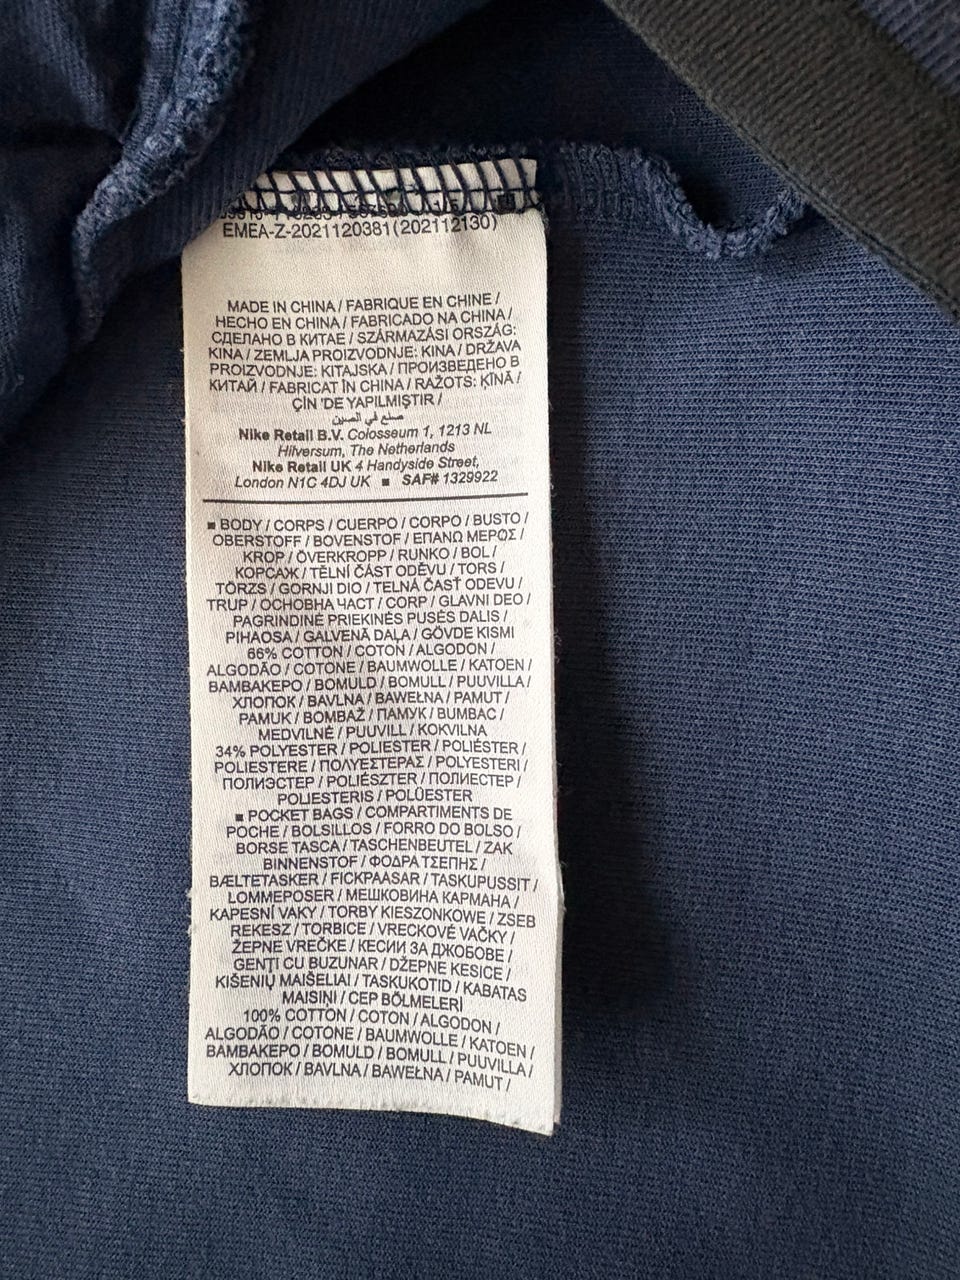 EMEA-Z-2021120381(202112130)
MADE IN CHINA / FABRIQUE EN CHINE /
HECHO EN CHINA / FABRICADO NA CHINA /
СДЕЛАНО В КИТАЕ / SZÁRMAZÁSI ORSZÁG:
KINA / ZEMLJA PROIZVODNJE: KINA / DRŽAVA
PROIZVODNJE: KITAJSKA / ПРОИЗВЕДЕНО В
КИТАЙ / FABRICAT ÎN CHINA / RAŽOTS: ĶĪNĀ /
ÇİN 'DE YAPILMIŞTIR /
صنع في الصين
Nike Retail B.V. Colosseum 1, 1213 NL
Hilversum, The Netherlands
Nike Retail UK 4 Handyside Street,
London N1C 4DJ UK ■ SAF# 1329922
■ BODY / CORPS / CUERPO / CORPO / BUSTO /
OBERSTOFF / BOVENSTOF / ΕΠΑΝΩ ΜΕΡΟΣ /
KROP / ÖVERKROPP / RUNKO / BOL /
КОРСАЖ / TĚLNÍ ČÁST ODĚVU / TORS /
TÖRZS / GORNJI DIO / TELNÁ ČASŤ ODEVU /
TRUP / ОСНОВНА ЧАСТ / CORP / GLAVNI DEO /
PAGRINDINĖ PRIEKINĖS PUSĖS DALIS /
PIHAOSA / GALVENĀ DAĻA / GÖVDE KISMI
66% COTTON / COTON / ALGODON /
ALGODÃO / COTONE / BAUMWOLLE / KATOEN /
ΒΑΜΒΑΚΕΡΟ / BOMULD / BOMULL / PUUVILLA /
ХЛОПОК / BAVLNA / BAWEŁNA / PAMUT /
PAMUK / BOMBAŽ / ПАМУК / BUMBAC /
MEDVILNĖ / PUUVILL / KOKVILNA
34% POLYESTER / POLIESTER / POLIÉSTER /
POLIESTERE / ΠΟΛΥΕΣΤΕΡΑΣ / POLYESTERI /
ПОЛИЭСТЕР / POLIÉSZTER / ПОЛИЕСТЕР /
POLIESTERIS / POLÜESTER
■ POCKET BAGS / COMPARTIMENTS DE
POCHE / BOLSILLOS / FORRO DO BOLSO /
BORSE TASCA / TASCHENBEUTEL / ZAK
BINNENSTOF / ΦΟΔΡΑ ΤΣΕΠΗΣ /
BÆLTETASKER / FICKPAASAR / TASKUPUSSIT /
LOMMEPOSER / МЕШКОВИНА КАРМАНА /
KAPESNÍ VAKY / TORBY KIESZONKOWE / ZSEB
REKESZ / TORBICE / VRECKOVÉ VAČKY /
ŽEPNE VREČKE / КЕСИИ ЗА ДЖОБОВЕ /
GENȚI CU BUZUNAR / DŽEPNE KESICE /
KIŠENIŲ MAIŠELIAI / TASKUKOTID / KABATAS
MAISIŅI / CEP BÖLMELERİ
100% COTTON / COTON / ALGODON /
ALGODÃO / COTONE / BAUMWOLLE / KATOEN /
ΒΑΜΒΑΚΕΡΟ / BOMULD / BOMULL / PUUVILLA /
ХЛОПОК / BAVLNA / BAWEŁNA / PAMUT /